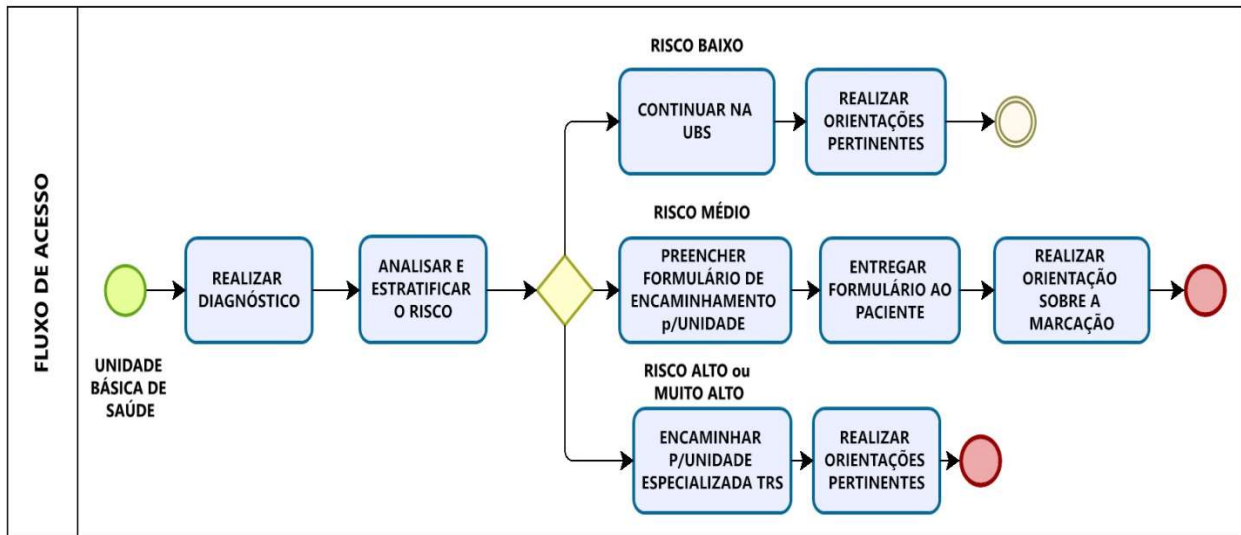 FLUXO DE ACESSO
UNIDADE
BÁSICA DE
SAÚDE
REALIZAR
DIAGNÓSTICO
ANALISAR E
ESTRATIFICAR
O RISCO
RISCO BAIXO
CONTINUAR NA
UBS
REALIZAR
ORIENTAÇÕES
PERTINENTES
RISCO MÉDIO
PREENCHER
FORMULÁRIO DE
ENCAMINHAMENTO
p/UNIDADE
ENTREGAR
FORMULÁRIO AO
PACIENTE
REALIZAR
ORIENTAÇÃO
SOBRE A
MARCAÇÃO
RISCO ALTO ou
MUITO ALTO
ENCAMINHAR
P/UNIDADE
ESPECIALIZADA TRS
REALIZAR
ORIENTAÇÕES
PERTINENTES